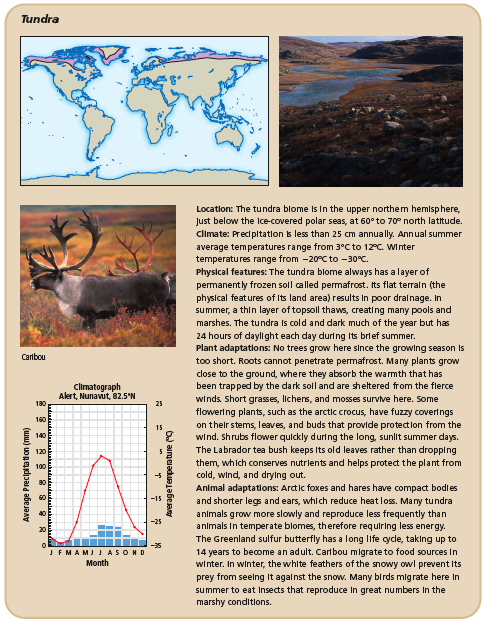 Tundra
Location: The tundra biome is in the upper northern hemisphere,
just below the ice-covered polar seas, at 60° to 70° north latitude.
Climate: Precipitation is less than 25 cm annually. Annual summer
average temperatures range from 3°C to 12°C. Winter
temperatures range from −20°C to −30°C.
Physical features: The tundra biome always has a layer of
permanently frozen soil called permafrost. Its flat terrain (the
physical features of its land area) results in poor drainage. In
summer, a thin layer of topsoil thaws, creating many pools and
marshes. The tundra is cold and dark much of the year but has
24 hours of daylight each day during its brief summer.
Plant adaptations: No trees grow here since the growing season is
too short. Roots cannot penetrate permafrost. Many plants grow
close to the ground, where they absorb the warmth that has
been trapped by the dark soil and are sheltered from the fierce
winds. Short grasses, lichens, and mosses survive here. Some
flowering plants, such as the arctic crocus, have fuzzy coverings
on their stems, leaves, and buds that provide protection from the
wind. Shrubs flower quickly during the long, sunlit summer days.
The Labrador tea bush keeps its old leaves rather than dropping
them, which conserves nutrients and helps protect the plant from
cold, wind, and drying out.
Animal adaptations: Arctic foxes and hares have compact bodies
and shorter legs and ears, which reduce heat loss. Many tundra
animals grow more slowly and reproduce less frequently than
animals in temperate biomes, therefore requiring less energy.
The Greenland sulfur butterfly has a long life cycle, taking up to
14 years to become an adult. Caribou migrate to food sources in
winter. In winter, the white feathers of the snowy owl prevent its
prey from seeing it against the snow. Many birds migrate here in
summer to eat insects that reproduce in great numbers in the
marshy conditions.
Caribou
Climatograph
Alert, Nunavut, 82.5°N
Average Precipitation (mm)
180
160
140
120
100
80
60
40
20
0
25
15
5
−5
−15
−25
−35
Average Temperature (°C)
J F M A M J J A S O N D
Month